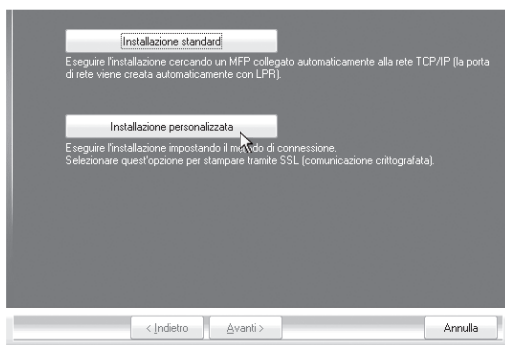 Installazione standard
Eseguire l'installazione cercando un MFP collegato automaticamente alla rete TCP/IP (la porta
di rete viene creata automaticamente con LPR).
Installazione personalizzata
Eseguire l'installazione impostando il metodo di connessione.
Selezionare quest'opzione per stampare tramite SSL (comunicazione crittografata).
< Indietro
Avanti >
Annulla